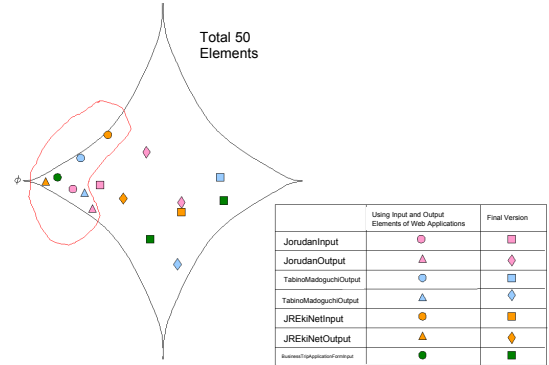 Total 50
Elements
ϕ
Using Input and Output
Elements of Web Applications
Final Version
JorudanInput
JorudanOutput
TabinoMadoguchiOutput
TabinoMadoguchiOutput
JREkiNetInput
JREkiNetOutput
BusinessTripApplicationFormInput